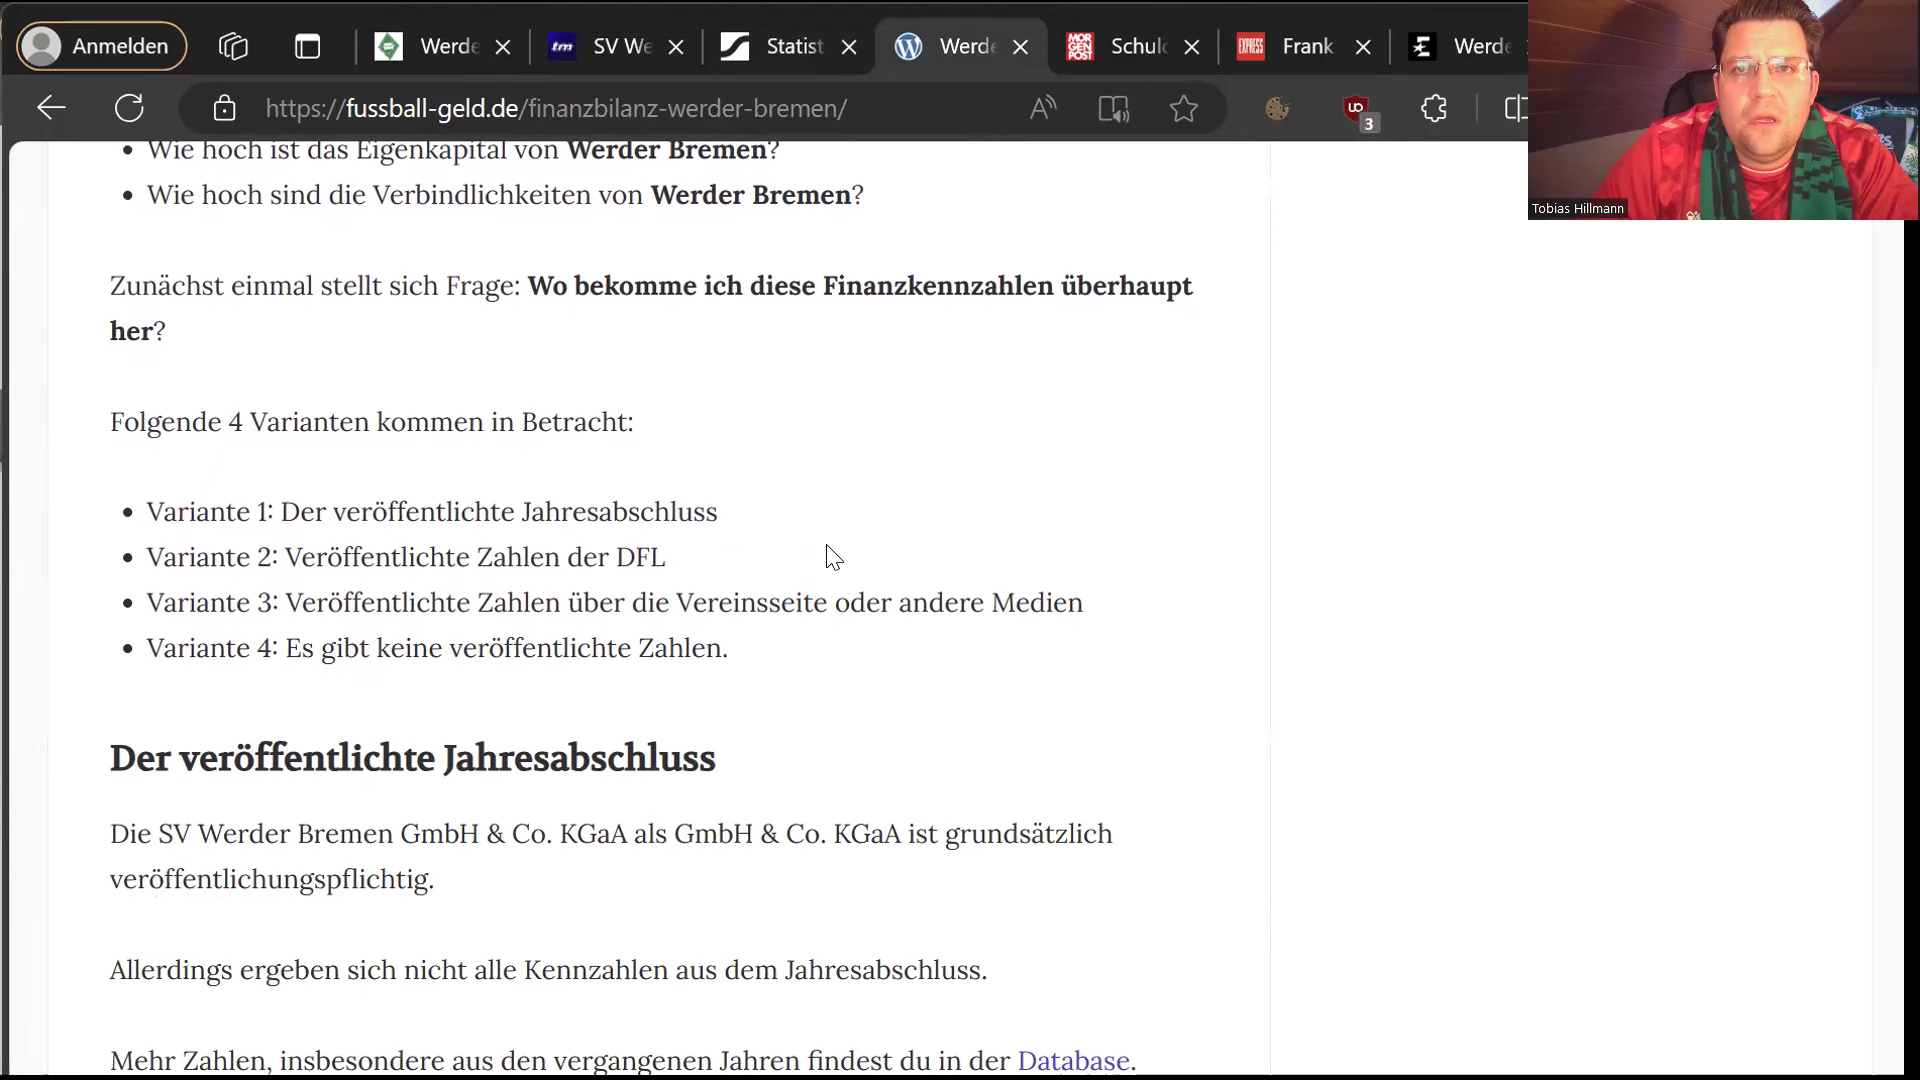 Anmelden
Werde
SV We
Statist
Werde
MOR
GEN
POST
Schulc
EXPRESS
Frank
Werde
https://fussball-geld.de/finanzbilanz-werder-bremen/
3
Tobias Hillmann
• Wie hoch ist das Eigenkapital von Werder Bremen?
• Wie hoch sind die Verbindlichkeiten von Werder Bremen?
Zunächst einmal stellt sich Frage: Wo bekomme ich diese Finanzkennzahlen überhaupt
her?
Folgende 4 Varianten kommen in Betracht:
• Variante 1: Der veröffentlichte Jahresabschluss
• Variante 2: Veröffentlichte Zahlen der DFL
• Variante 3: Veröffentlichte Zahlen über die Vereinsseite oder andere Medien
• Variante 4: Es gibt keine veröffentlichte Zahlen.
Der veröffentlichte Jahresabschluss
Die SV Werder Bremen GmbH & Co. KGaA als GmbH & Co. KGaA ist grundsätzlich
veröffentlichungspflichtig.
Allerdings ergeben sich nicht alle Kennzahlen aus dem Jahresabschluss.
Mehr Zahlen, insbesondere aus den vergangenen Jahren findest du in der Database.